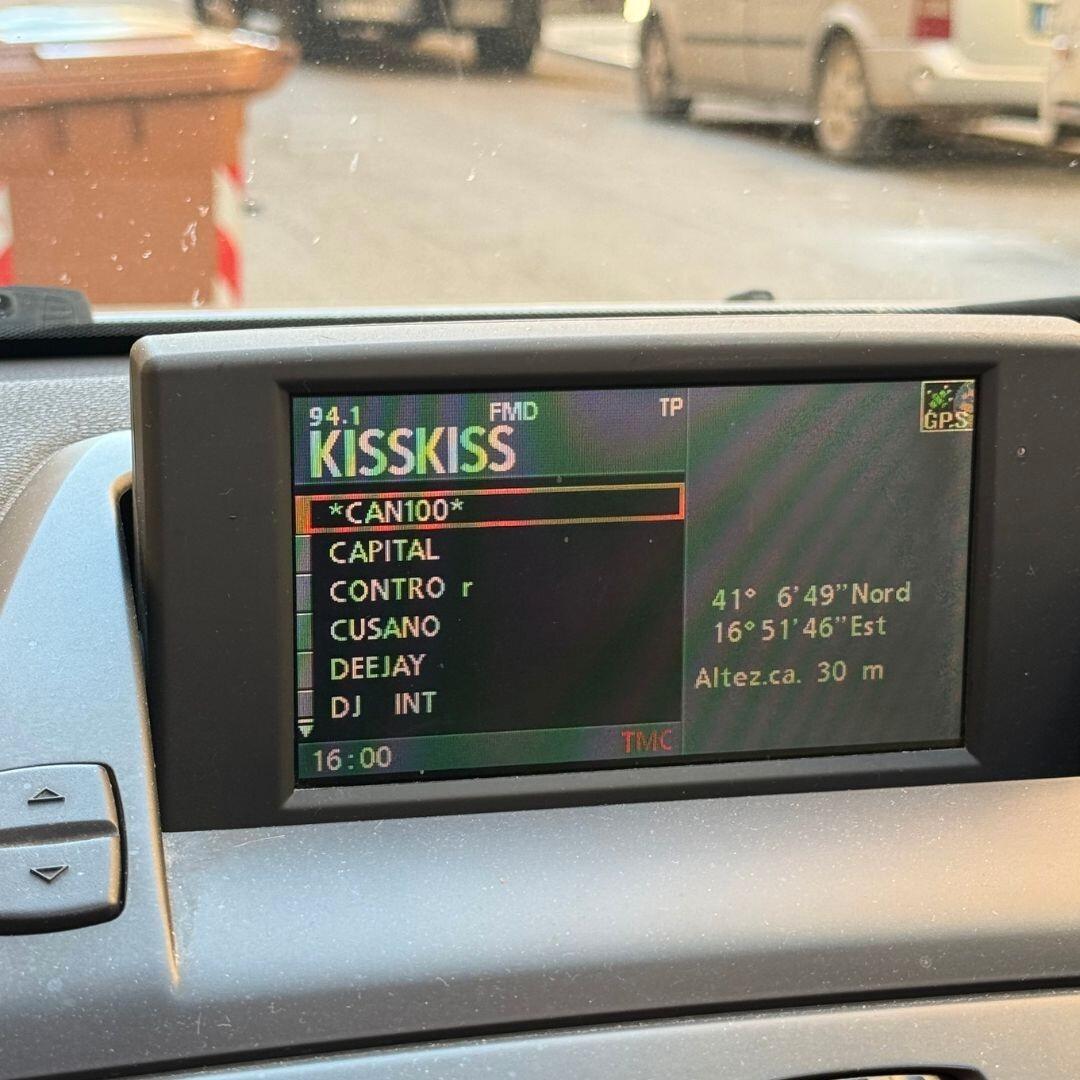 94.1 FMD TP
KISSKISS
GPS
*CAN100*
CAPITAL
CONTRO r
CUSANO
DEEJAY
DJ INT
41° 6'49"Nord
16°51'46"Est
Altez.ca. 30 m
16:00 TMC